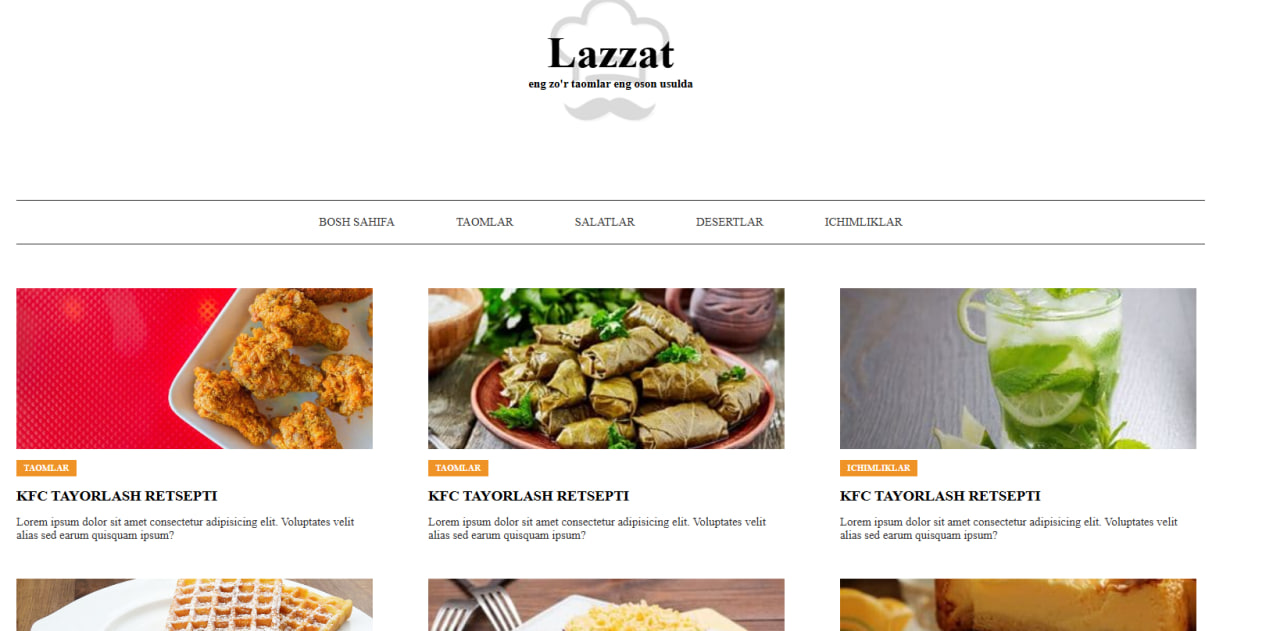 Lazzat
eng zo'r taomlar eng oson usulda
BOSH SAHIFA TAOMLAR SALATLAR DESERTLAR ICHIMLIKLAR
TAOMLAR
KFC TAYORLASH RETSEPTI
Lorem ipsum dolor sit amet consectetur adipisicing elit. Voluptates velit
alias sed earum quisquam ipsum?
TAOMLAR
KFC TAYORLASH RETSEPTI
Lorem ipsum dolor sit amet consectetur adipisicing elit. Voluptates velit
alias sed earum quisquam ipsum?
ICHIMLIKLAR
KFC TAYORLASH RETSEPTI
Lorem ipsum dolor sit amet consectetur adipisicing elit. Voluptates velit
alias sed earum quisquam ipsum?